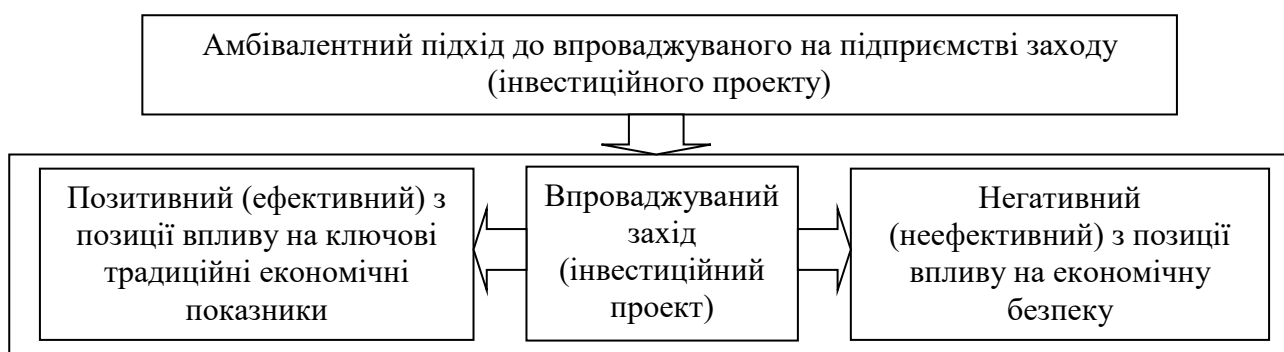 Амбівалентний підхід до впроваджуваного на підприємстві заходу
(інвестиційного проекту)
Позитивний (ефективний) з
позиції впливу на ключові
традиційні економічні
показники
Впроваджуваний
захід
(інвестиційний
проект)
Негативний
(неефективний) з позиції
впливу на економічну
безпеку